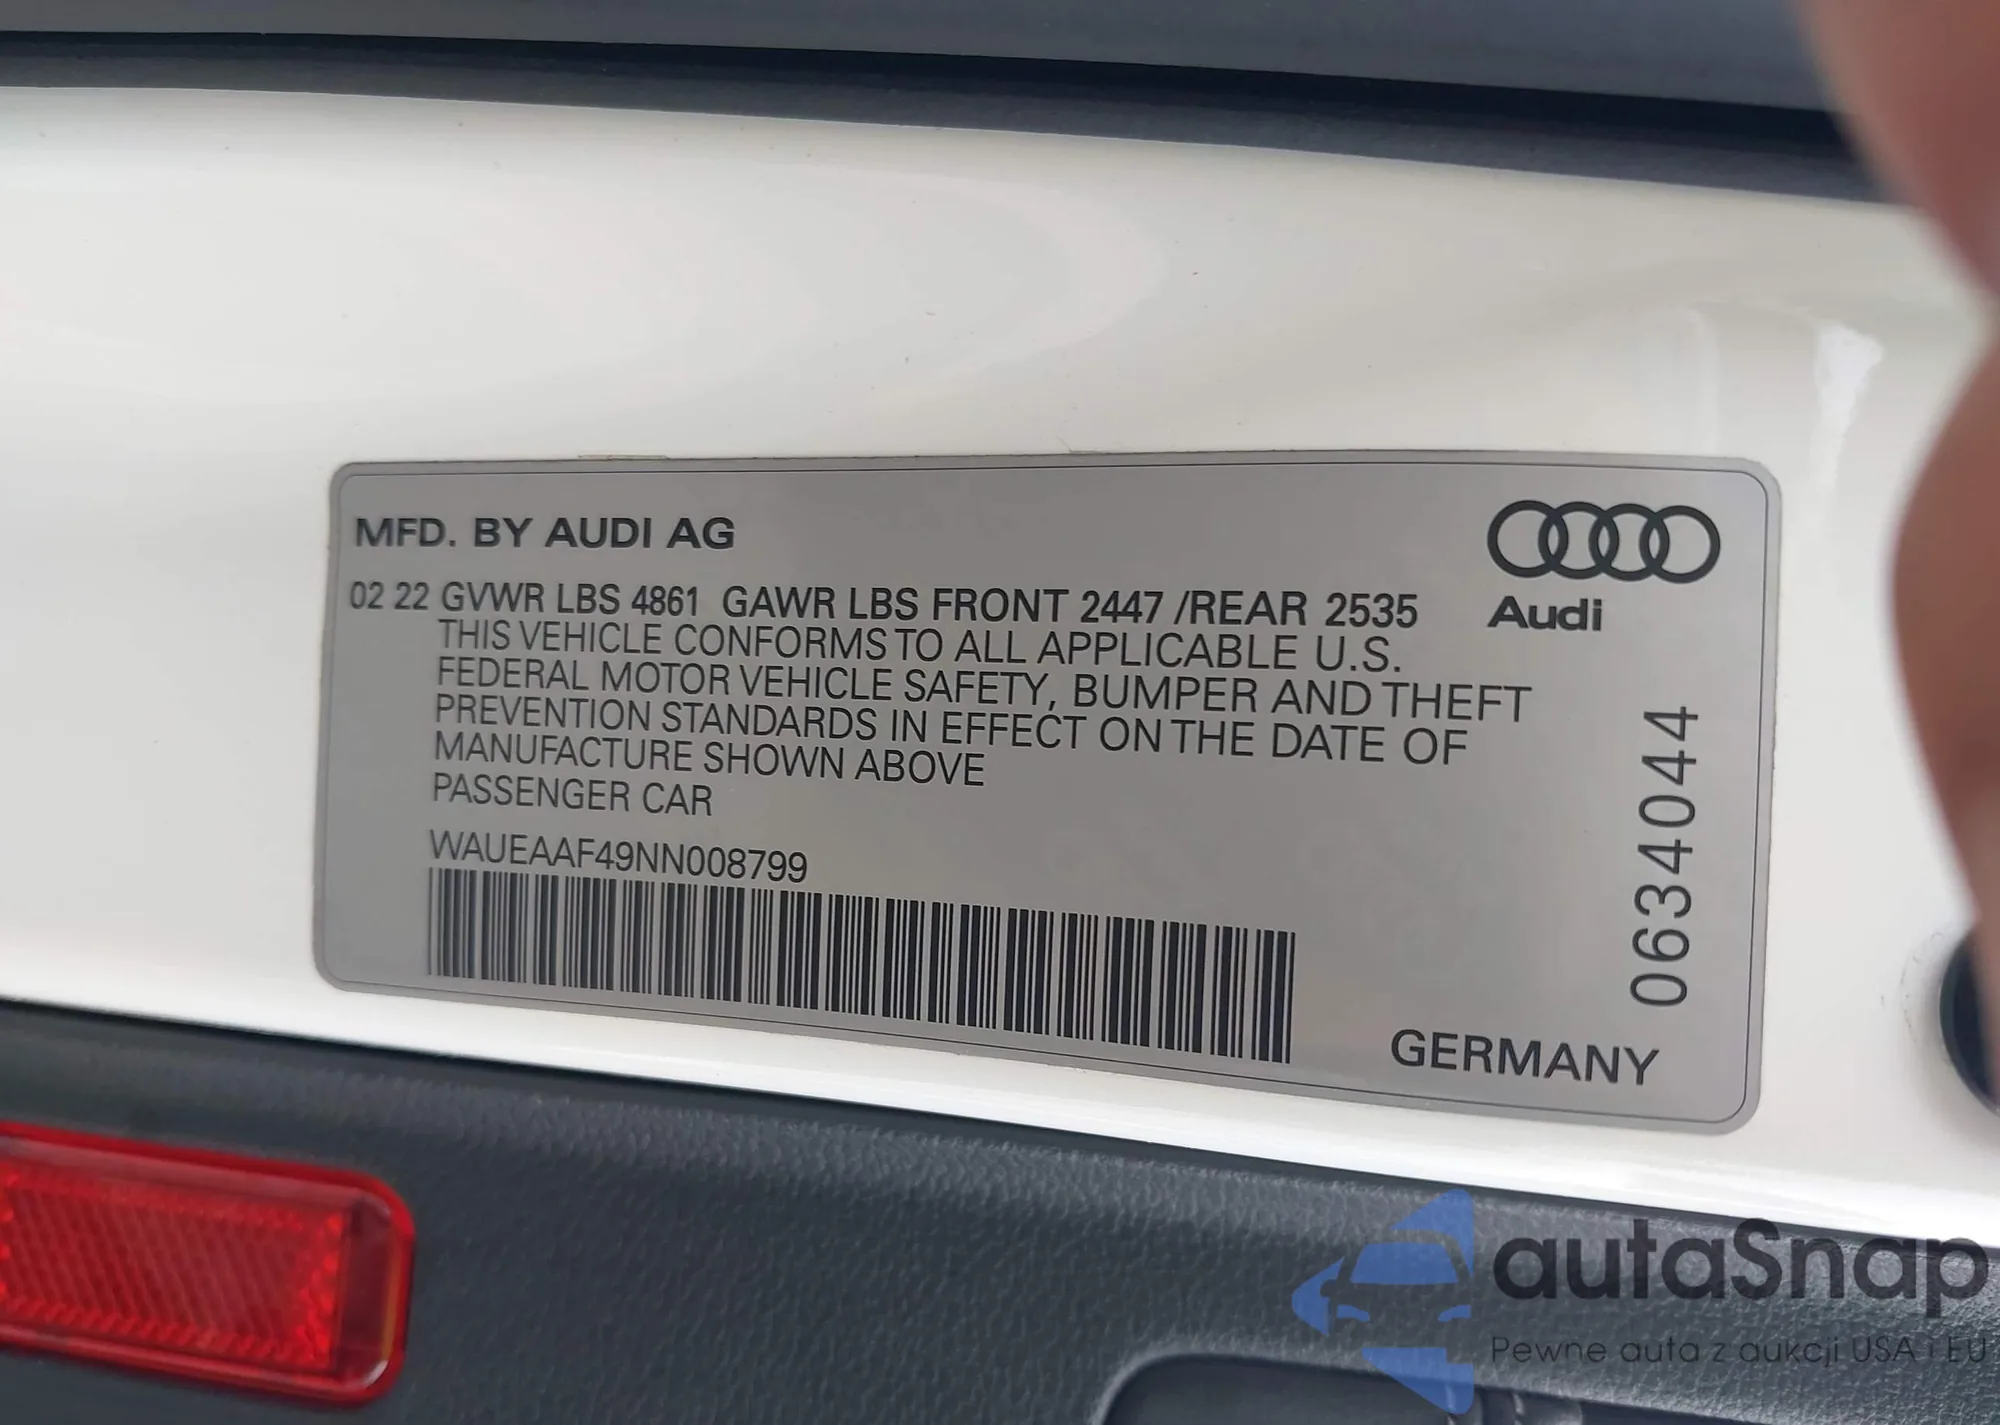 MFD. BY AUDI AG
Audi
02 22 GVWR LBS 4861 GAWR LBS FRONT 2447 /REAR 2535
THIS VEHICLE CONFORMS TO ALL APPLICABLE U.S.
FEDERAL MOTOR VEHICLE SAFETY, BUMPER AND THEFT
PREVENTION STANDARDS IN EFFECT ON THE DATE OF
MANUFACTURE SHOWN ABOVE
PASSENGER CAR
WAUEAAF49NN008799
0634044
GERMANY
autaSnap
Pewne auta z aukcji USA i EU